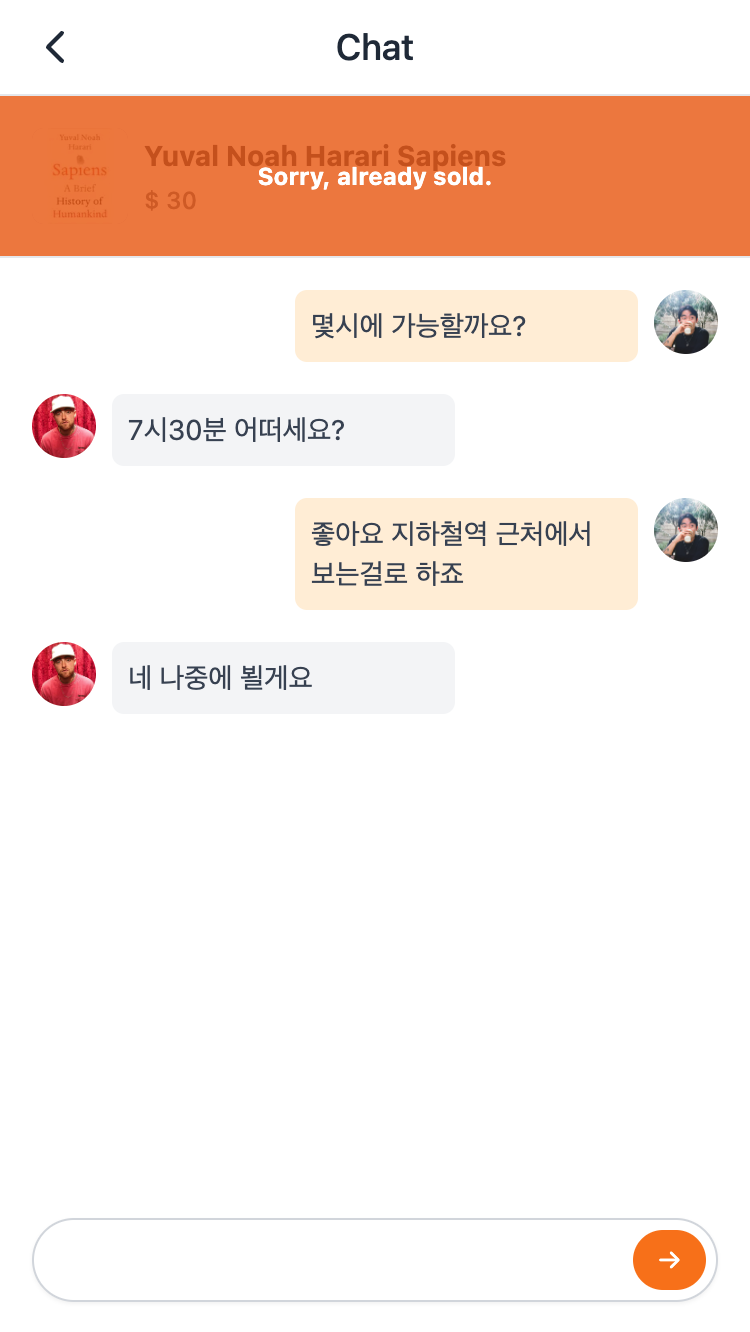 Chat
Yuval Noah
Harari
Sapiens
A Brief
History of
Humankind
Yuval Noah Harari Sapiens
$ 30
Sorry, already sold.
몇시에 가능할까요?
7시30분 어떠세요?
좋아요 지하철역 근처에서
보는걸로 하죠
네 나중에 뵐게요